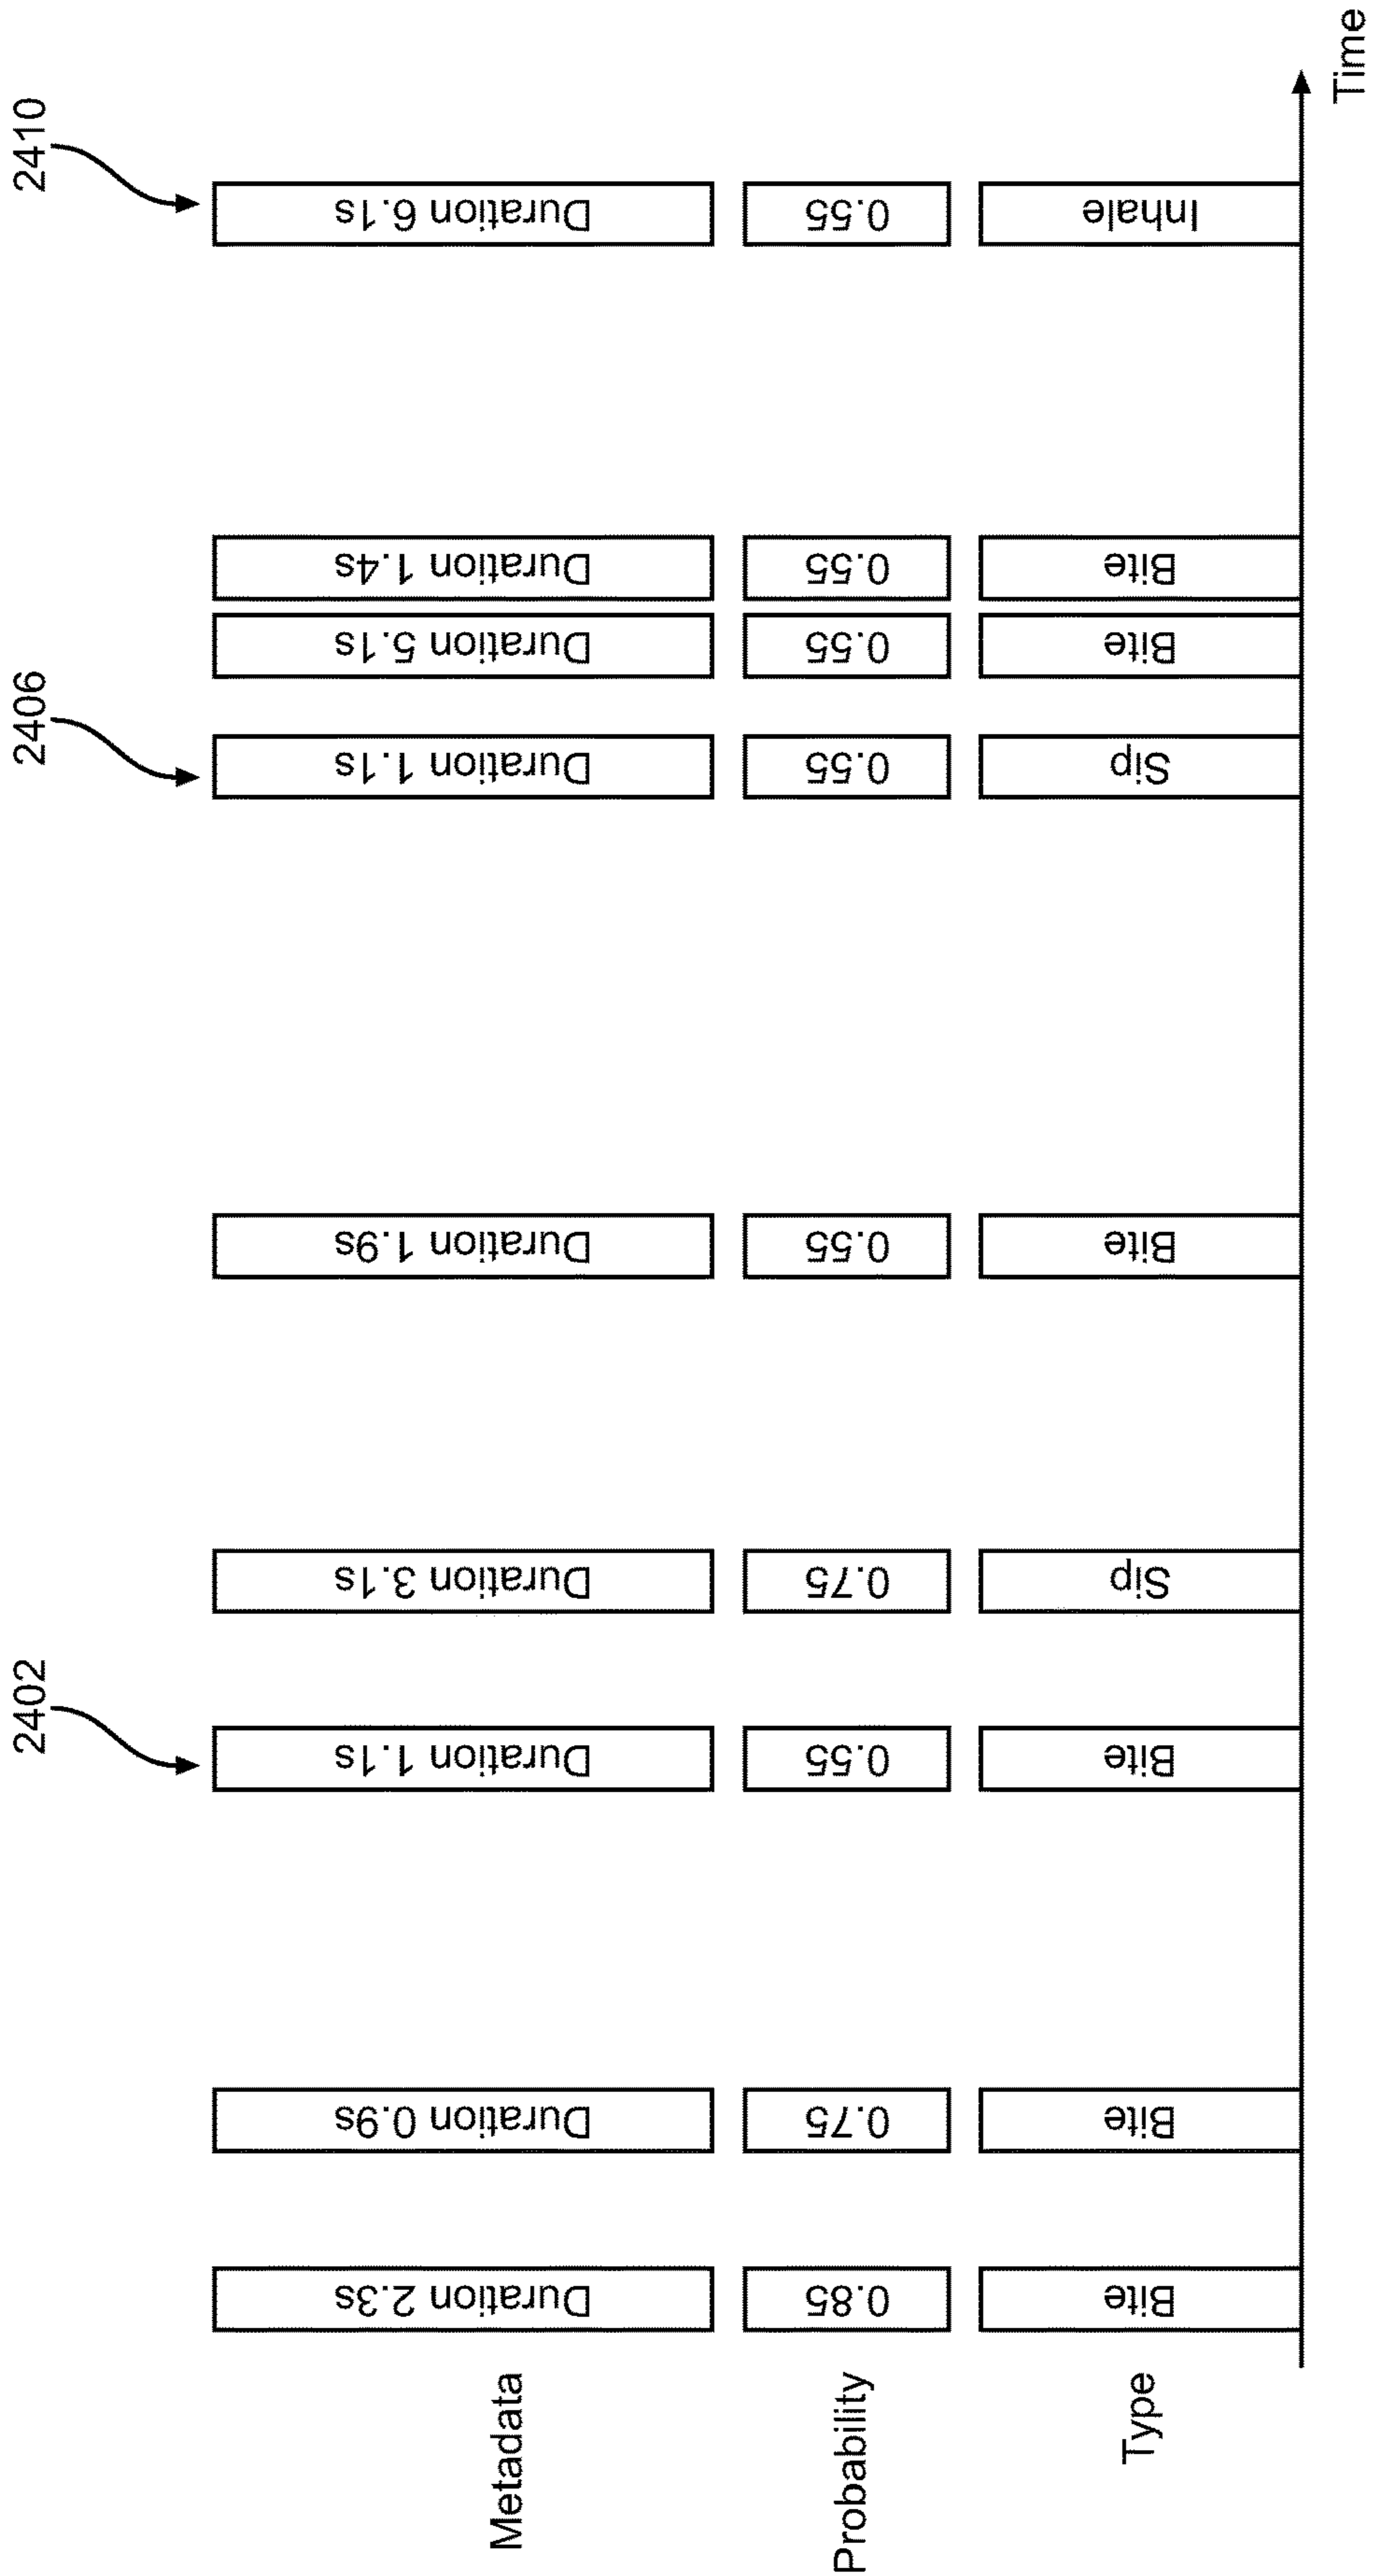 2402
2406
2410
Metadata
Duration 2.3s
Duration 0.9s
Duration 1.1s
Duration 3.1s
Duration 1.9s
Duration 1.1s
Duration 5.1s
Duration 1.4s
Duration 6.1s
Probability
0.85
0.75
0.55
0.75
0.55
0.55
0.55
0.55
0.55
Type
Bite
Bite
Bite
Sip
Bite
Sip
Bite
Bite
Inhale
Time